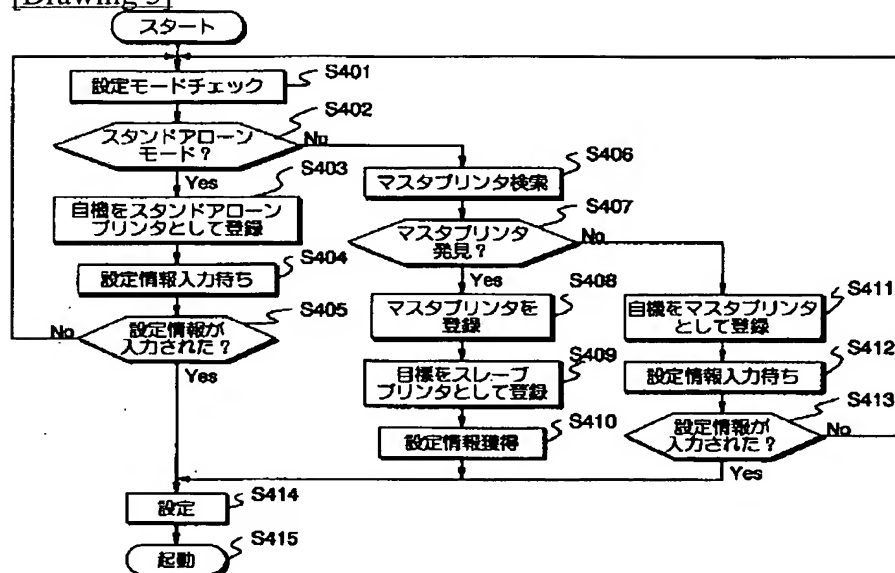 [Drawing
スタート
設定モードチェック
S401
スタンドアローン
モード？
S402
No
Yes
S403
自機をスタンドアローン
プリンタとして登録
設定情報入力待ち
S404
設定情報が
入力された？
S405
No
Yes
マスタプリンタ検索
S406
マスタプリンタ
発見？
S407
No
Yes
マスタプリンタを
登録
S408
自機をスレーブ
プリンタとして登録
S409
設定情報獲得
S410
自機をマスタプリンタ
として登録
S411
設定情報入力待ち
S412
設定情報が
入力された？
S413
No
Yes
設定
S414
起動
S415